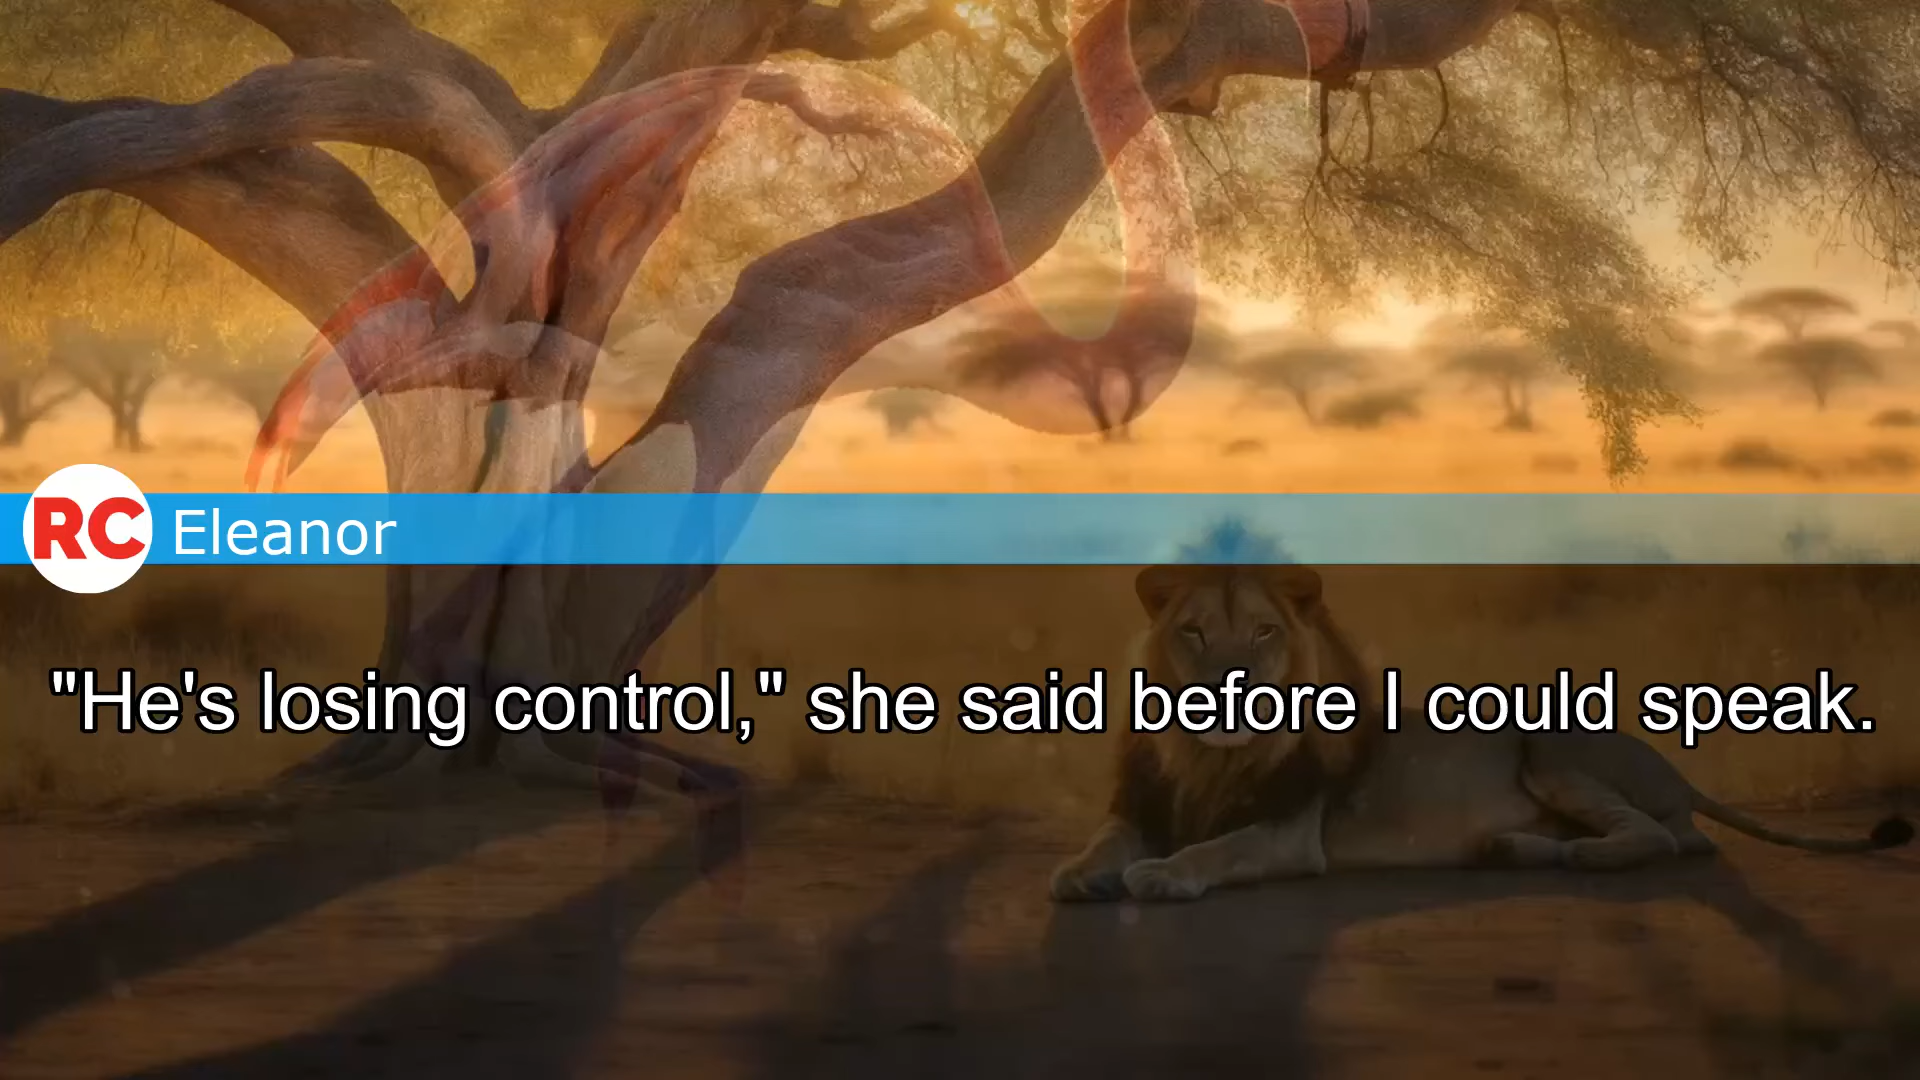 RC Eleanor
"He's losing control," she said before I could speak.